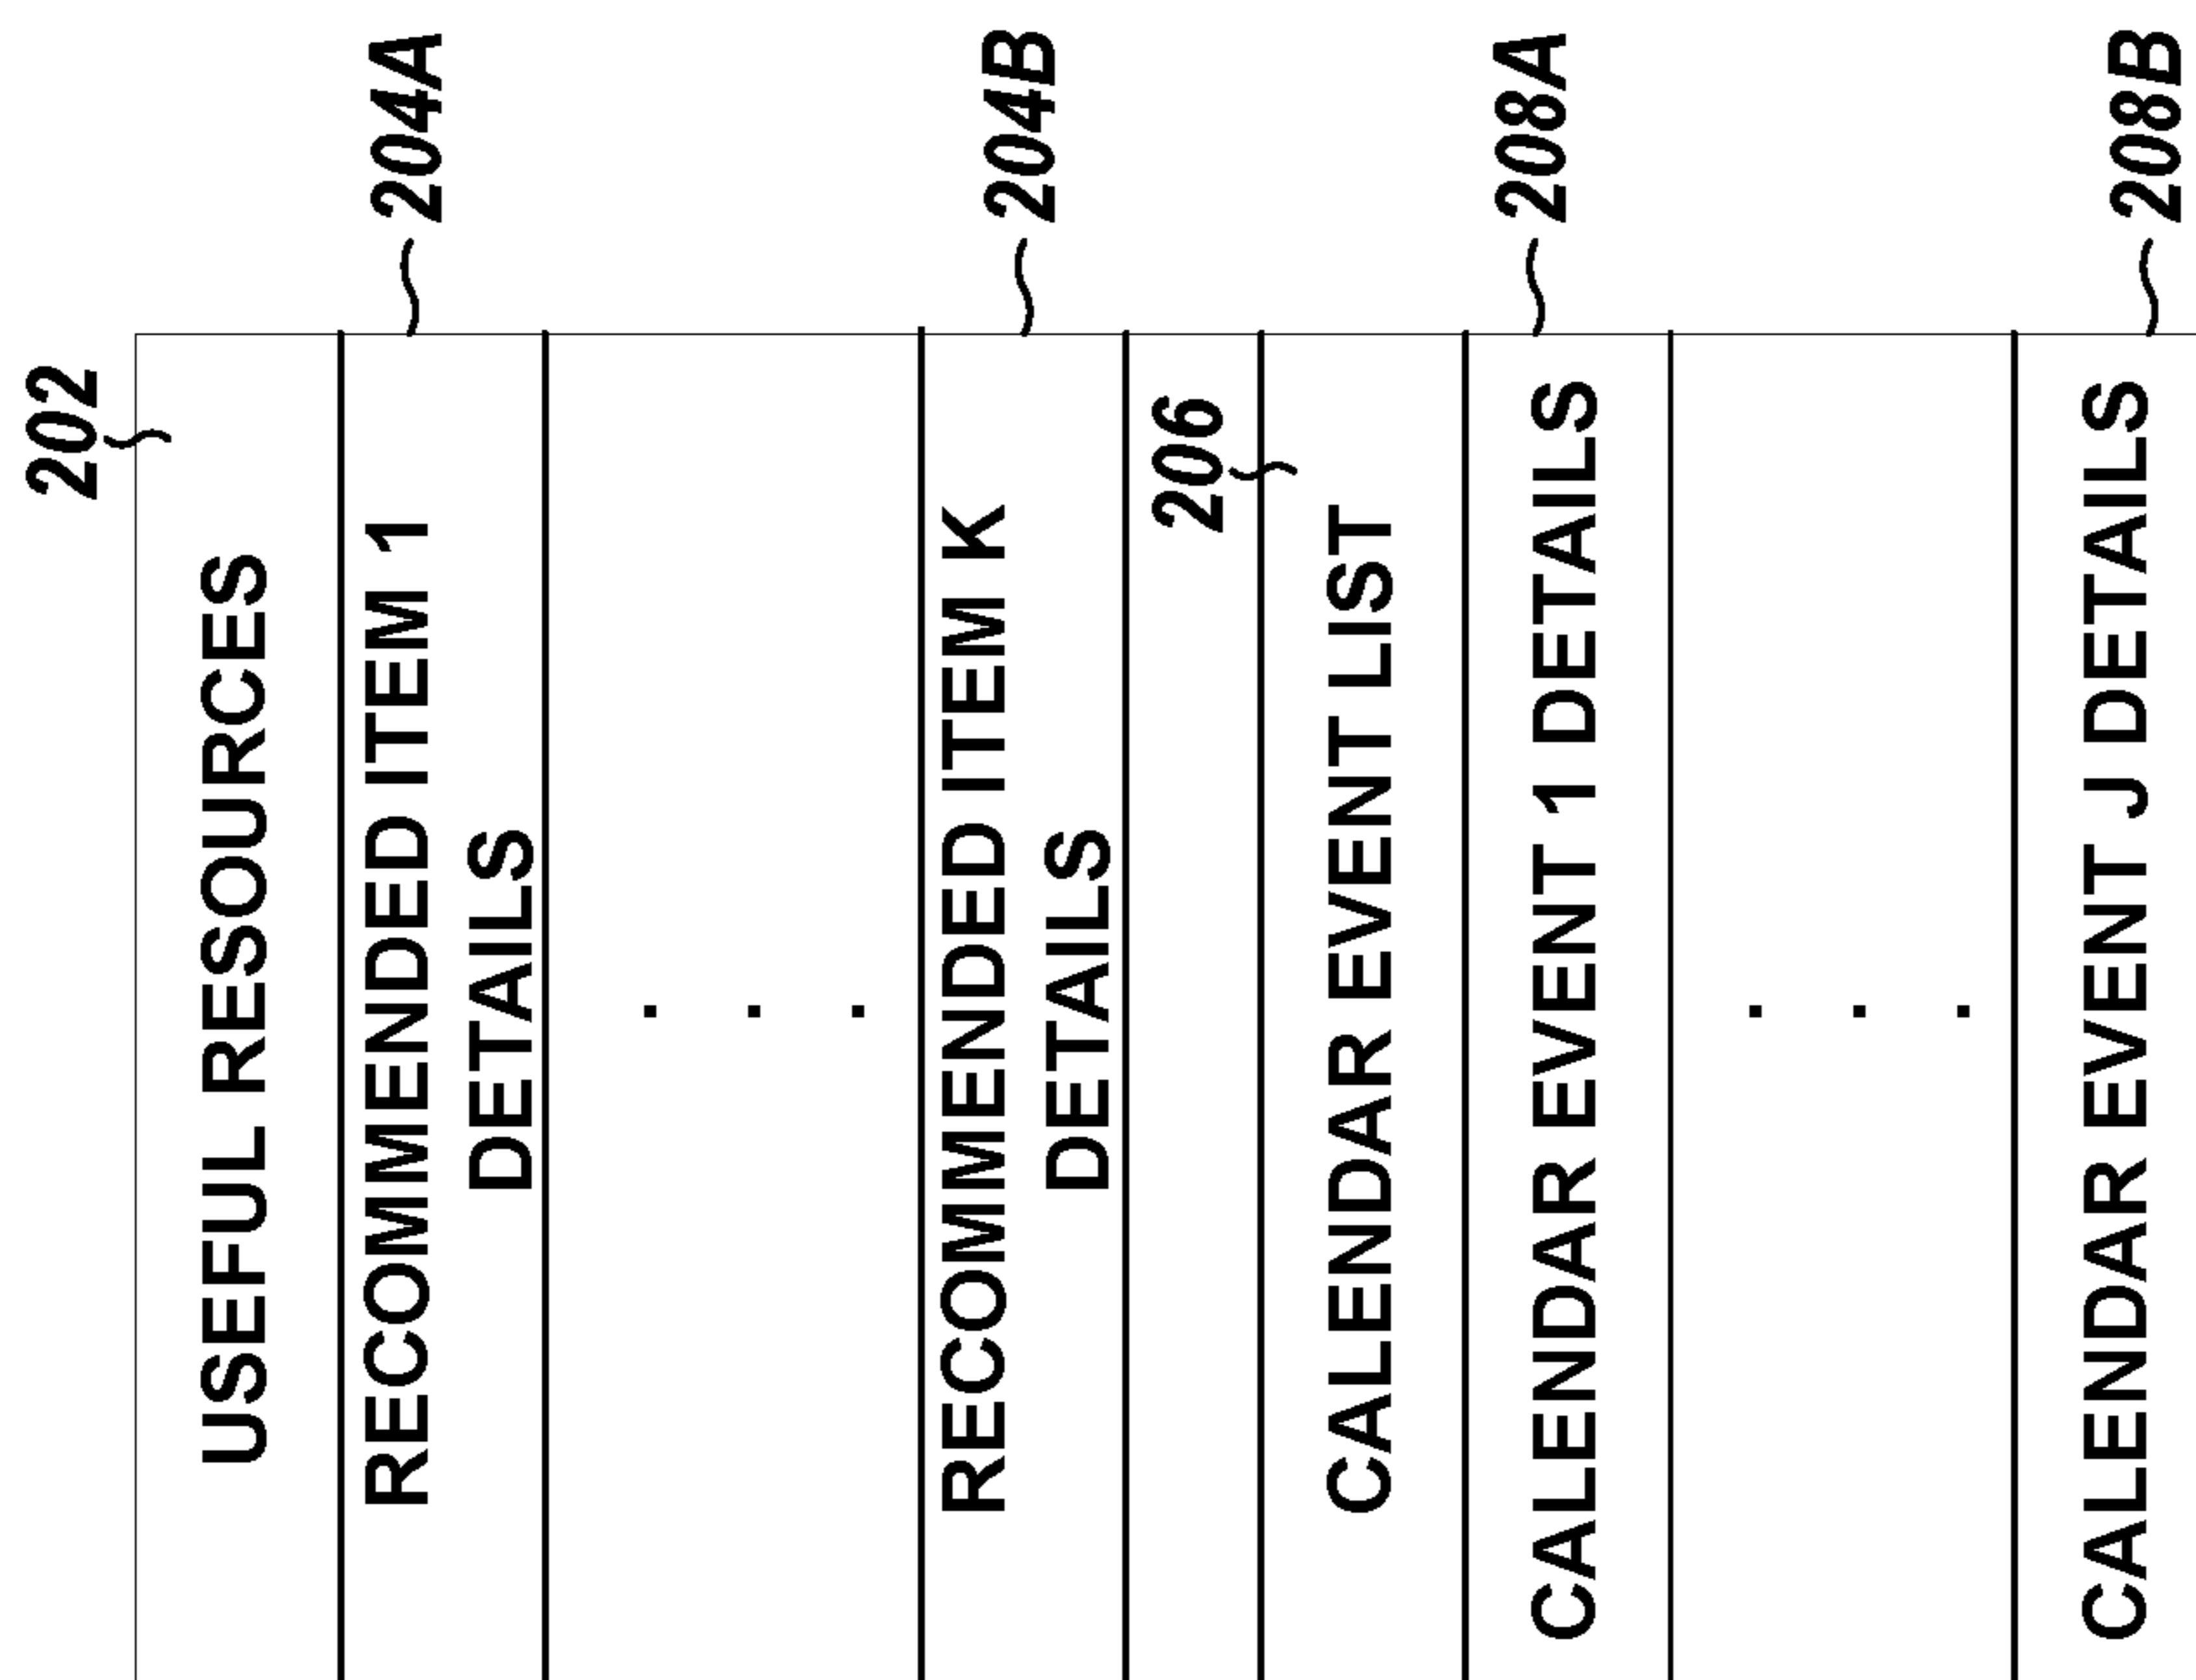 202
USEFUL RESOURCES
RECOMMENDED ITEM 1
DETAILS
204A
. . .
RECOMMENDED ITEM K
DETAILS
204B
206
CALENDAR EVENT LIST
CALENDAR EVENT 1 DETAILS
208A
. . .
CALENDAR EVENT J DETAILS
208B